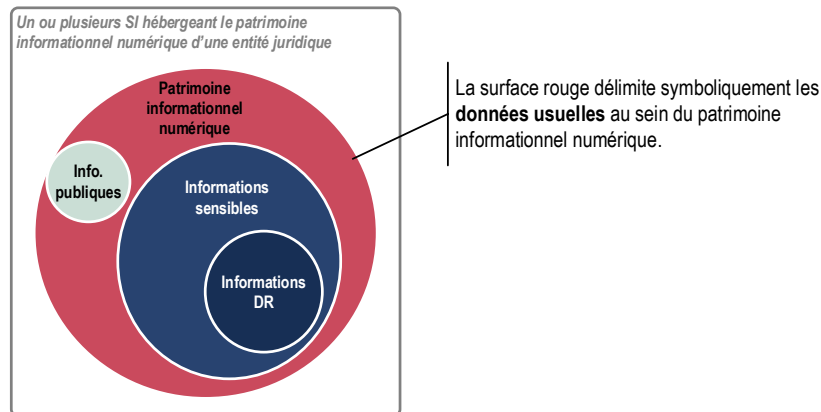 Un ou plusieurs SI hébergeant le patrimoine
informationnel numérique d'une entité juridique
Patrimoine
informationnel
numérique
Info.
publiques
Informations
sensibles
Informations
DR
La surface rouge délimite symboliquement les
données usuelles au sein du patrimoine
informationnel numérique.